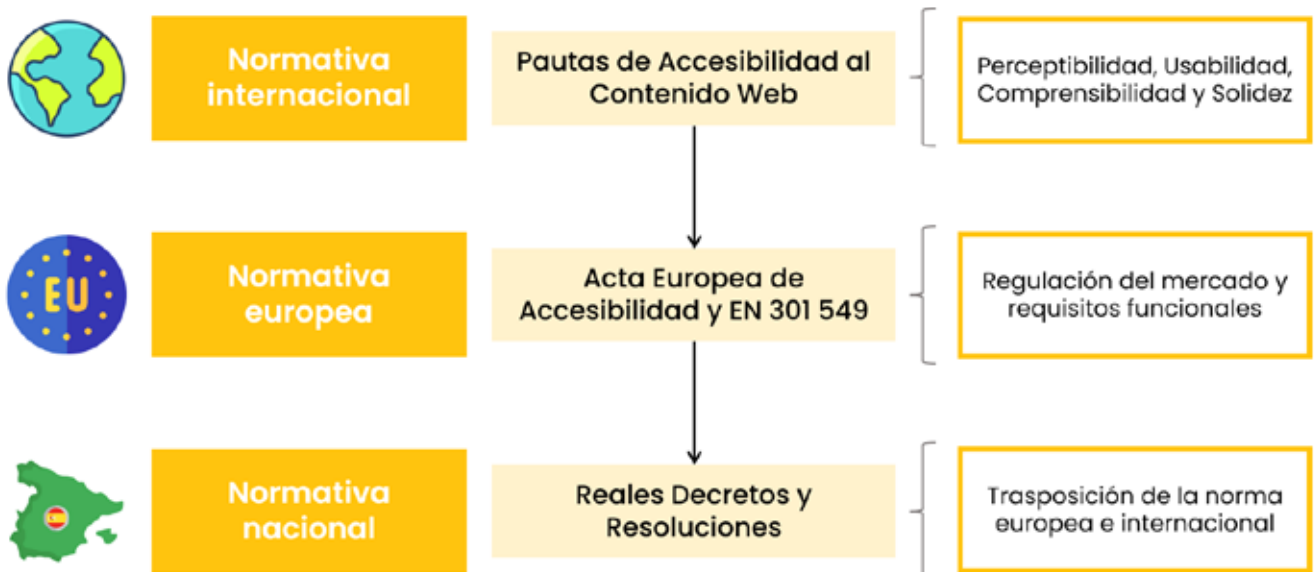 Normativa
internacional
Pautas de Accesibilidad al
Contenido Web
Perceptibilidad, Usabilidad,
Comprensibilidad y Solidez
EU
Normativa
europea
Acta Europea de
Accesibilidad y EN 301 549
Regulación del mercado y
requisitos funcionales
Normativa
nacional
Reales Decretos y
Resoluciones
Trasposición de la norma
europea e internacional